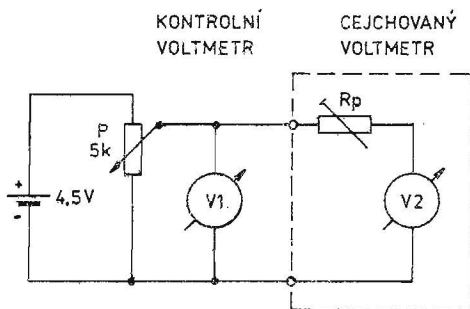 KONTROLNÍ
VOLTMETR
CEJCHOVANÝ
VOLTMETR
P
5k
Rp
+
4,5V
-
V1
V2